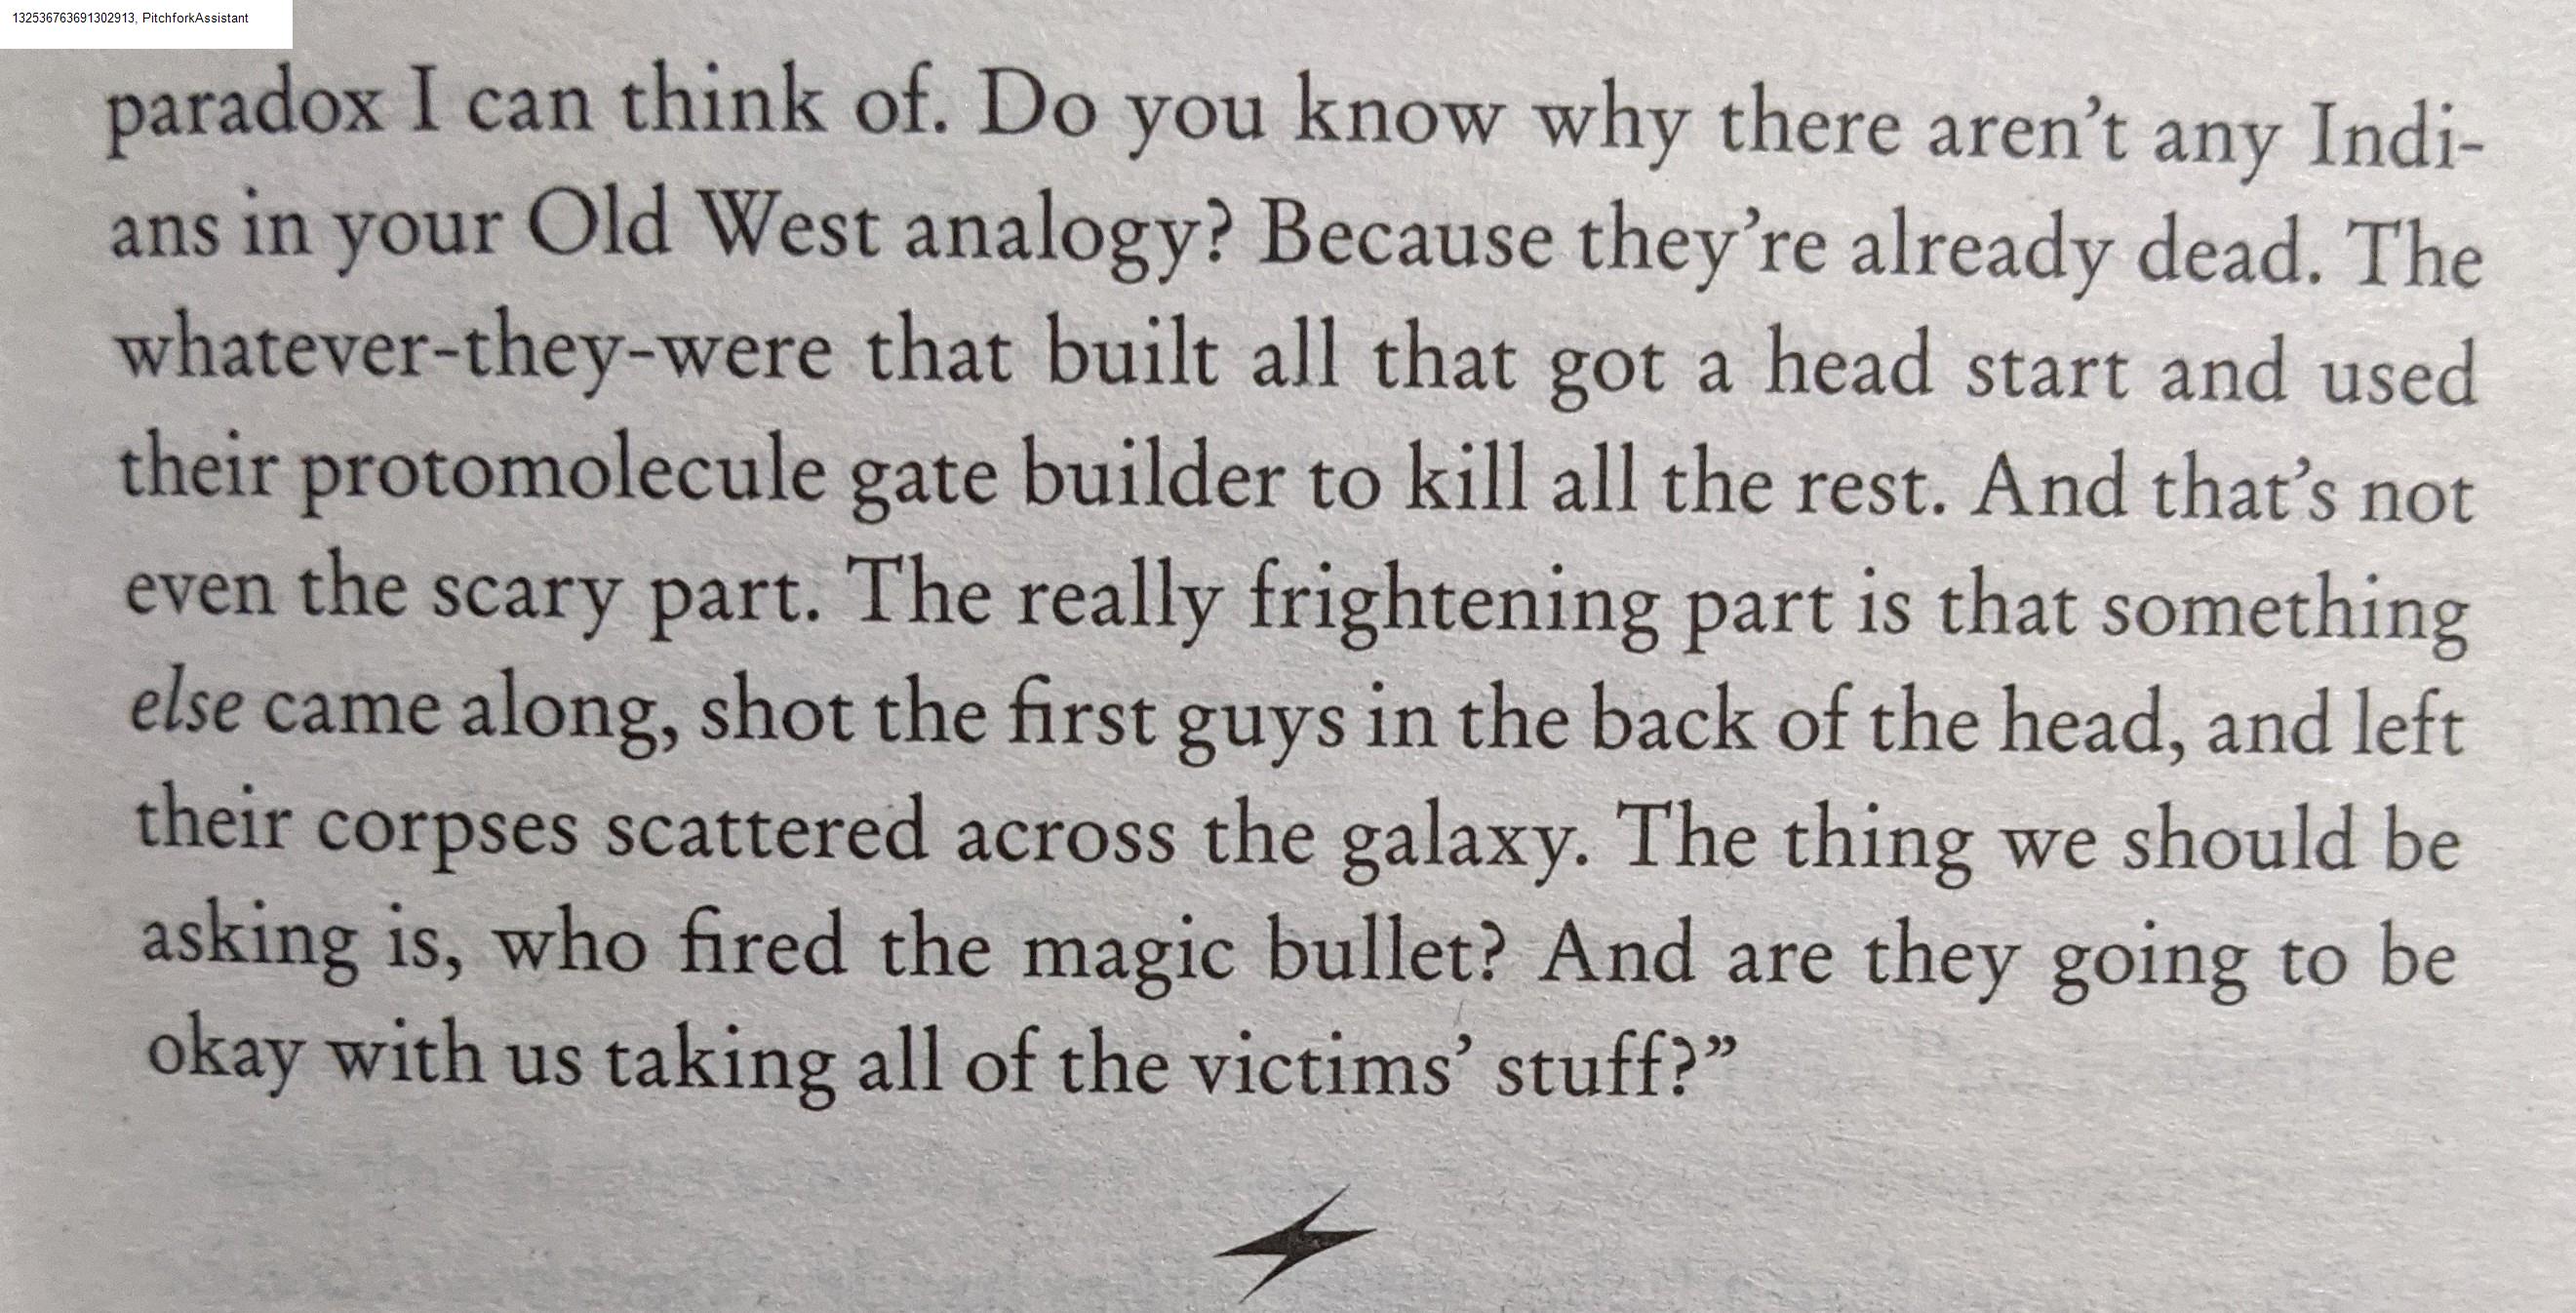 132536763691302913, PitchforkAssistant
paradox I can think of. Do you know why there aren’t any Indi-
ans in your Old West analogy? Because they’re already dead. The
whatever-they-were that built all that got a head start and used
their protomolecule gate builder to kill all the rest. And that’s not
even the scary part. The really frightening part is that something
else came along, shot the first guys in the back of the head, and left
their corpses scattered across the galaxy. The thing we should be
asking is, who fired the magic bullet? And are they going to be
okay with us taking all of the victims’ stuff?”